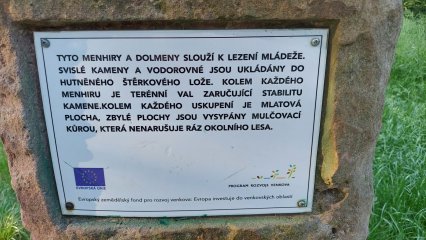 TYTO MENHIRY A DOLMENY SLOUŽÍ K LEZENÍ MLÁDEŽE.
SVISLÉ KAMENY A VODOROVNÉ JSOU UKLÁDÁNY DO
HUTNĚNÉHO ŠTĚRKOVÉHO LOŽE. KOLEM KAŽDÉHO
MENHIRU JE TERÉNNÍ VAL ZARUČUJÍCÍ STABILITU
KAMENE.KOLEM KAŽDÉHO USKUPENÍ JE MLATOVÁ
PLOCHA, ZBYLÉ PLOCHY JSOU VYSYPÁNY MULČOVACÍ
KŮROU, KTERÁ NENARUŠUJE RÁZ OKOLNÍHO LESA.
EVROPSKÁ UNIE
PROGRAM ROZVOJE VENKOVA
Evropský zemědělský fond pro rozvoj venkova: Evropa investuje do venkovských oblastí